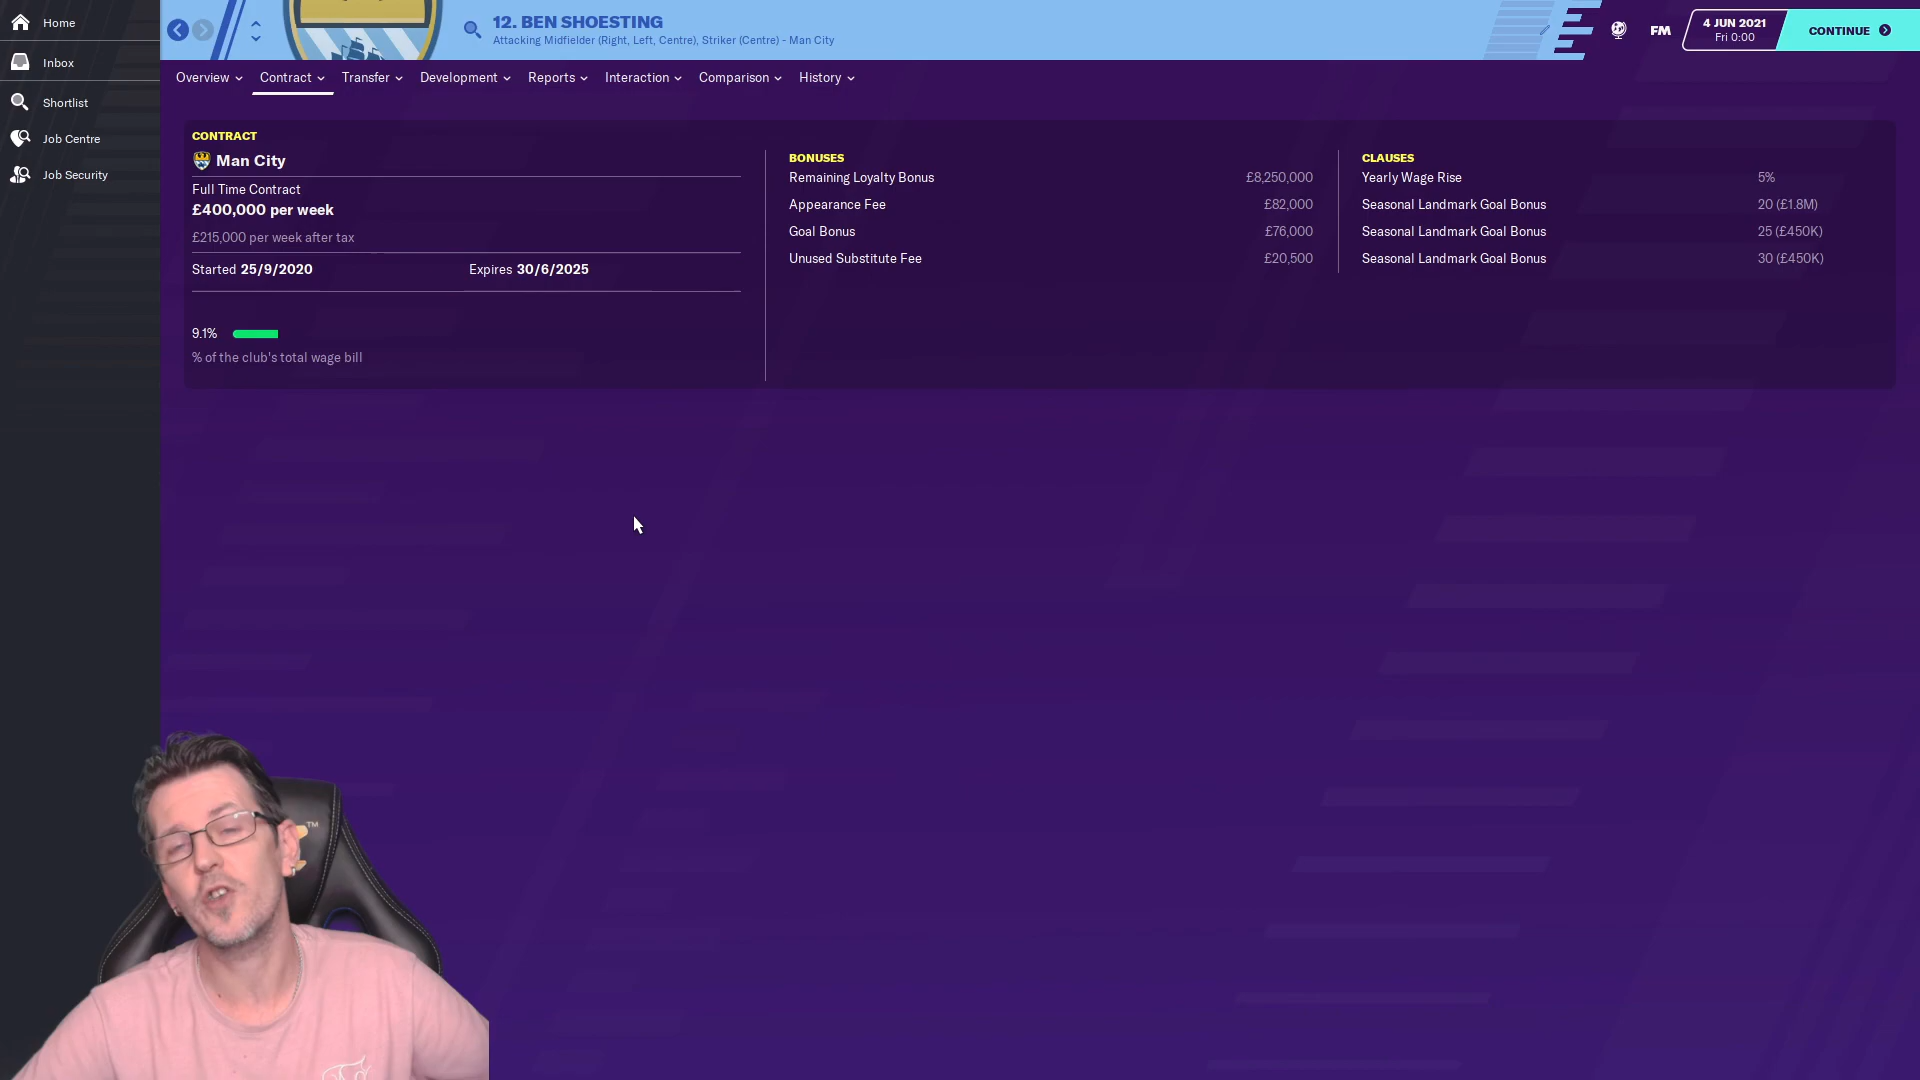 Home
Inbox
Shortlist
Job Centre
Job Security
12. BEN SHOESTING
Attacking Midfielder (Right, Left, Centre), Striker (Centre) - Man City
FM
4 JUN 2021
Fri 0:00
CONTINUE
Overview
Contract
Transfer
Development
Reports
Interaction
Comparison
History
CONTRACT
Man City
Full Time Contract
£400,000 per week
£215,000 per week after tax
Started 25/9/2020
Expires 30/6/2025
9.1%
% of the club's total wage bill
BONUSES
Remaining Loyalty Bonus £8,250,000
Appearance Fee £82,000
Goal Bonus £76,000
Unused Substitute Fee £20,500
CLAUSES
Yearly Wage Rise 5%
Seasonal Landmark Goal Bonus 20 (£1.8M)
Seasonal Landmark Goal Bonus 25 (£450K)
Seasonal Landmark Goal Bonus 30 (£450K)
TM